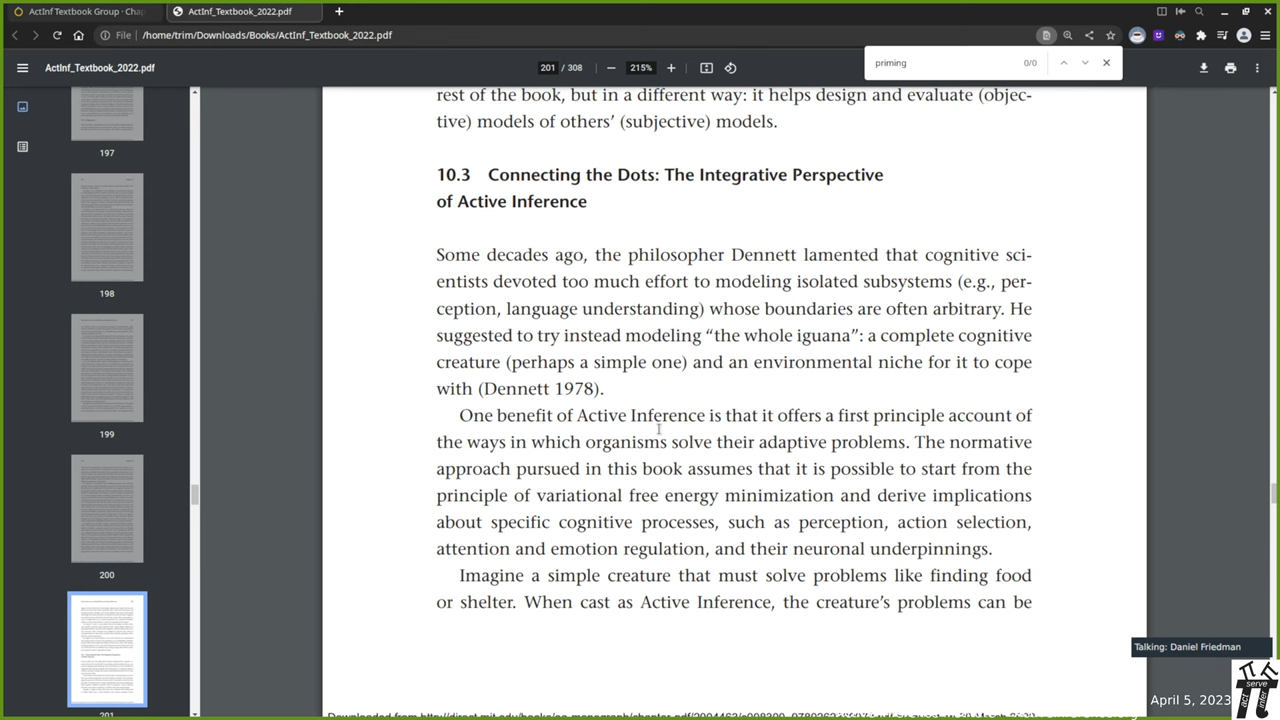 ActInf Textbook Group · Chap
ActInf_Textbook_2022.pdf
File
/home/trim/Downloads/Books/ActInf_Textbook_2022.pdf
priming
0/0
ActInf_Textbook_2022.pdf
201 / 308
215%
rest of the book, but in a different way: it helps design and evaluate (objec-
tive) models of others’ (subjective) models.
10.3 Connecting the Dots: The Integrative Perspective
of Active Inference
Some decades ago, the philosopher Dennett lamented that cognitive sci-
entists devoted too much effort to modeling isolated subsystems (e.g., per-
ception, language understanding) whose boundaries are often arbitrary. He
suggested to try instead modeling “the whole iguana”: a complete cognitive
creature (perhaps a simple one) and an environmental niche for it to cope
with (Dennett 1978).
One benefit of Active Inference is that it offers a first principle account of
the ways in which organisms solve their adaptive problems. The normative
approach pursued in this book assumes that it is possible to start from the
principle of variational free energy minimization and derive implications
about specific cognitive processes, such as perception, action selection,
attention and emotion regulation, and their neuronal underpinnings.
Imagine a simple creature that must solve problems like finding food
or shelter. When cast as Active Inference, the creature’s problems can be
197
198
199
200
201
Talking: Daniel Friedman
April 5, 2023
serve
act
infer